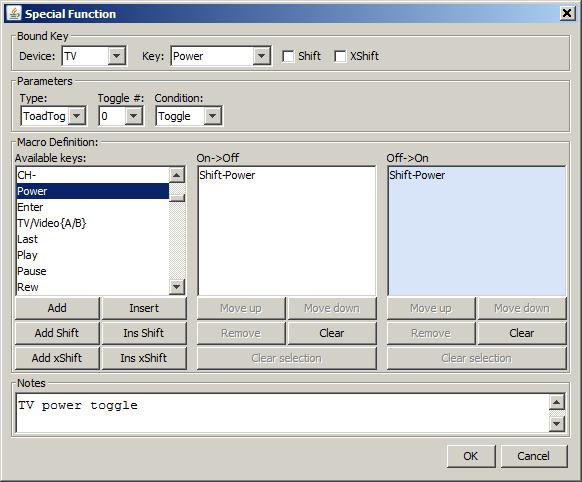 Special Function
Bound Key
Device: TV Key: Power Shift XShift
Parameters
Type: Toggle #: Condition:
ToadTog 0 Toggle
Macro Definition:
Available keys: On->Off Off->On
CH- Shift-Power Shift-Power
Power
Enter
TV/Video{A/B}
Last
Play
Pause
Rew
Add Insert Move up Move down Move up Move down
Add Shift Ins Shift Remove Clear Remove Clear
Add xShift Ins xShift Clear selection Clear selection
Notes
TV power toggle
OK Cancel